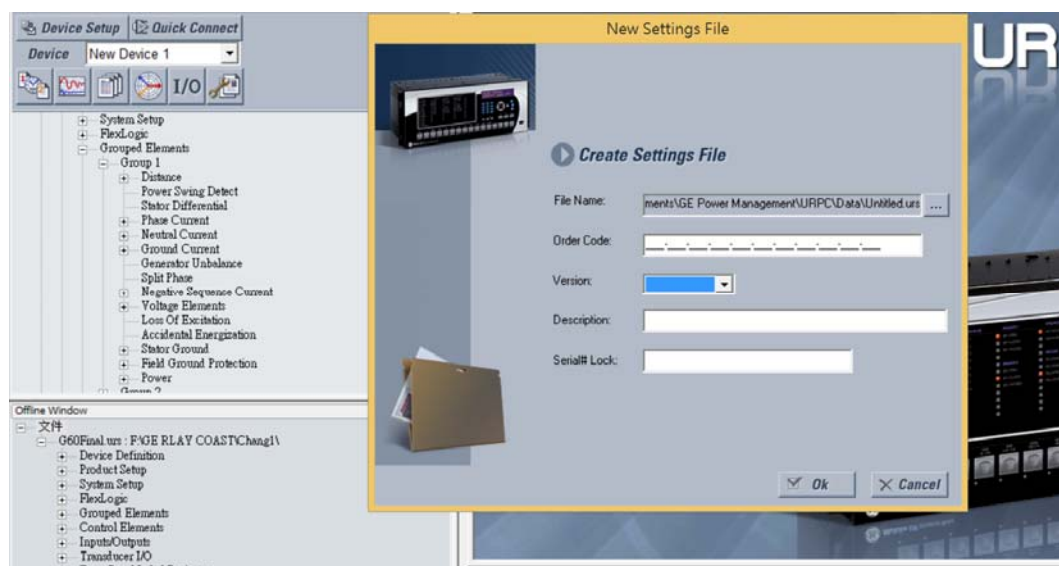 Device Setup
Quick Connect
Device
New Device 1
I/O
System Setup
FlexLogic
Grouped Elements
Group 1
Distance
Power Swing Detect
Stator Differential
Phase Current
Neutral Current
Ground Current
Generator Unbalance
Split Phase
Negative Sequence Current
Voltage Elements
Loss Of Excitation
Accidental Energization
Stator Ground
Field Ground Protection
Power
Group 2
Offline Window
文件
G60Final.urs : F:\GE RLAY COAST\Chang1\
Device Definition
Product Setup
System Setup
FlexLogic
Grouped Elements
Control Elements
Inputs/Outputs
Transducer I/O
New Settings File
Create Settings File
File Name:
ments\GE Power Management\URPC\Data\Untitled.urs
...
Order Code:
Version:
Description:
Serial# Lock:
Ok
Cancel
UR